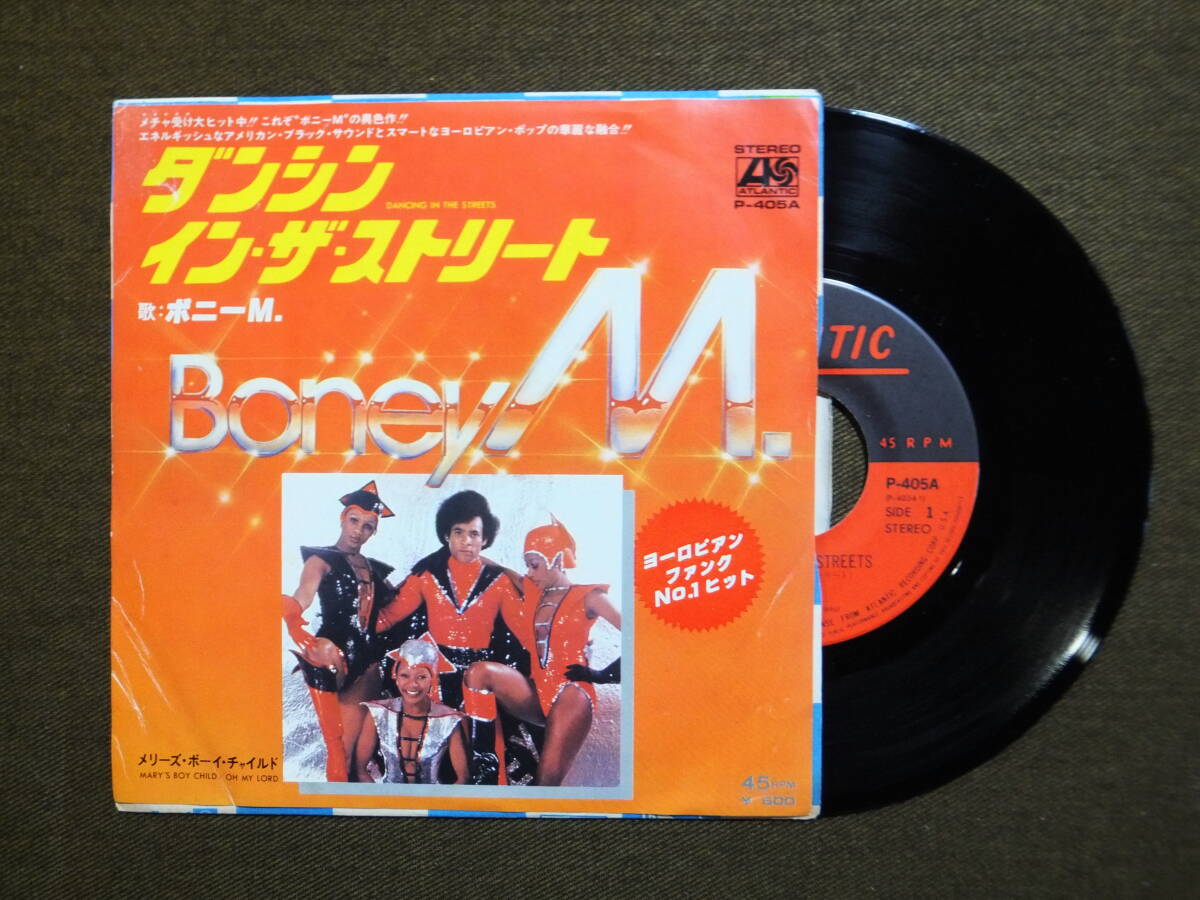 メチャ受け大ヒット中!! これぞ"ボニーM"の異色作!!
エネルギッシュなアメリカン・ブラック・サウンドとスマートなヨーロピアン・ポップの華麗な融合!!
ダンシン
DANCING IN THE STREETS
イン・ザ・ストリート
歌：ボニーM.
STEREO
ATLANTIC
P-405A
Boney M.
ヨーロピアン
ファンク
NO.1ヒット
メリーズ・ボーイ・チャイルド
MARY'S BOY CHILD/OH MY LORD
45RPM
¥600
TIC
45 RPM
P-405A
SIDE 1
STEREO
STREETS
FROM ATLANTIC RECORDING CORP. U.S.A.